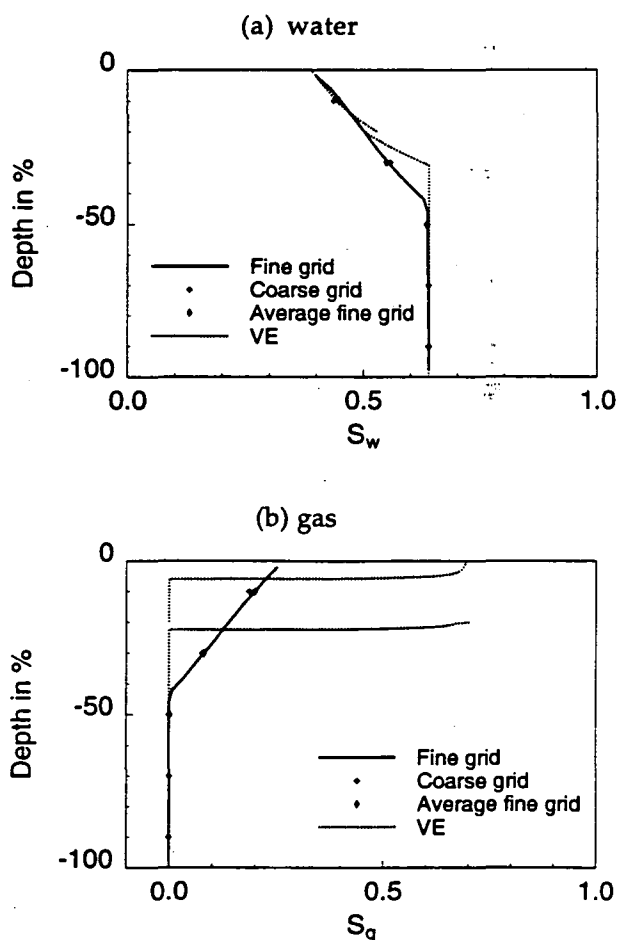 (a) water
0
Depth in %
-50
-100
Fine grid
Coarse grid
Average fine grid
VE
0.0
0.5
1.0
S_w
(b) gas
0
Depth in %
-50
-100
Fine grid
Coarse grid
Average fine grid
VE
0.0
0.5
1.0
S_g